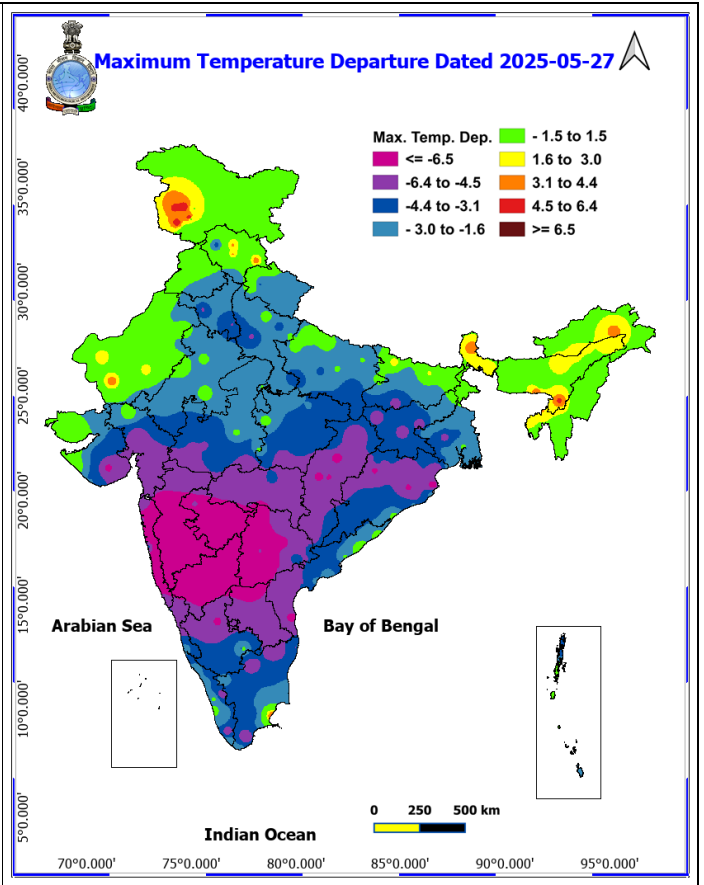 Maximum Temperature Departure Dated 2025-05-27
Max. Temp. Dep.
<= -6.5
-6.4 to -4.5
-4.4 to -3.1
- 3.0 to -1.6
- 1.5 to 1.5
1.6 to 3.0
3.1 to 4.4
4.5 to 6.4
>= 6.5
40°0.000'
35°0.000'
30°0.000'
25°0.000'
20°0.000'
15°0.000'
10°0.000'
5°0.000'
Arabian Sea
Bay of Bengal
Indian Ocean
0 250 500 km
70°0.000' 75°0.000' 80°0.000' 85°0.000' 90°0.000' 95°0.000'